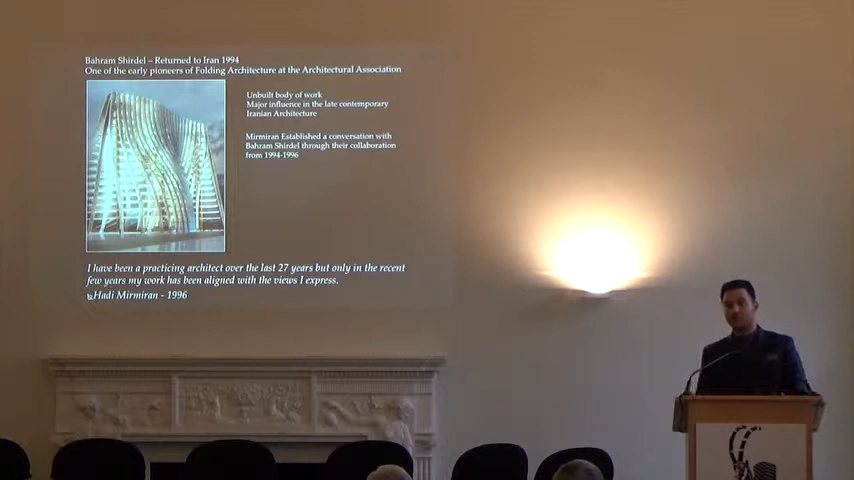 Bahram Shirdel – Returned to Iran 1994
One of the early pioneers of Folding Architecture at the Architectural Association
Unbuilt body of work
Major influence in the late contemporary
Iranian Architecture
Mirmiran Established a conversation with
Bahram Shirdel through their collaboration
from 1994-1996
I have been a practicing architect over the last 27 years but only in the recent
few years my work has been aligned with the views I express.
Hadi Mirmiran - 1996